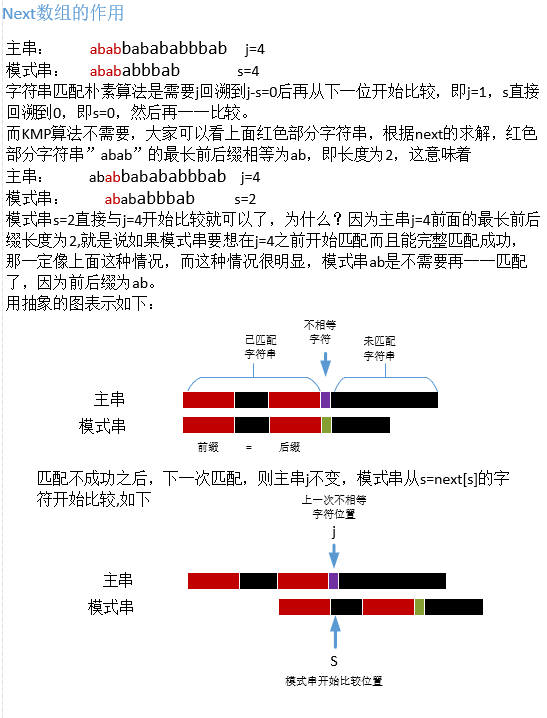 Next数组的作用
主串: ababbabababbbab j=4
模式串: abababbbab s=4
字符串匹配朴素算法是需要j回溯到j-s=0后再从下一位开始比较，即j=1，s直接
回溯到0，即s=0，然后再一一比较。
而KMP算法不需要，大家可以看上面红色部分字符串，根据next的求解，红色
部分字符串”abab”的最长前后缀相等为ab，即长度为2，这意味着
主串: ababbabababbbab j=4
模式串: abababbbab s=2
模式串s=2直接与j=4开始比较就可以了，为什么？因为主串j=4前面的最长前后
缀长度为2,就是说如果模式串要想在j=4之前开始匹配而且能完整匹配成功，
那一定像上面这种情况，而这种情况很明显，模式串ab是不需要再一一匹配
了，因为前后缀为ab。
用抽象的图表示如下：
不相等
字符
已匹配
字符串
未匹配
字符串
主串
模式串
前缀 = 后缀
匹配不成功之后，下一次匹配，则主串j不变，模式串从s=next[s]的字
符开始比较,如下
上一次不相等
字符位置
j
主串
模式串
S
模式串开始比较位置